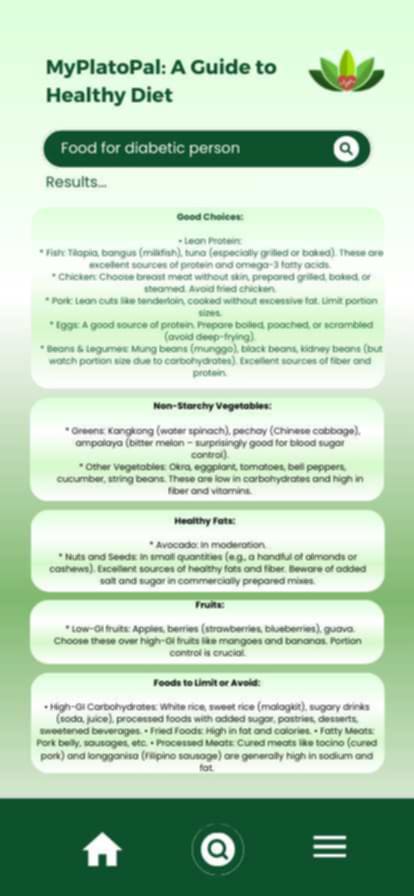 MyPlatoPal: A Guide to
Healthy Diet
Food for diabetic person
Results...
Good Choices:
• Lean Protein:
* Fish: Tilapia, bangus (milkfish), tuna (especially grilled or baked). These are
excellent sources of protein and omega-3 fatty acids.
* Chicken: Choose breast meat without skin, prepared grilled, baked, or
steamed. Avoid fried chicken.
* Pork: Lean cuts like tenderloin, cooked without excessive fat. Limit portion
sizes.
* Eggs: A good source of protein. Prepare boiled, poached, or scrambled
(avoid deep-frying).
* Beans & Legumes: Mung beans (munggo), black beans, kidney beans (but
watch portion size due to carbohydrates). Excellent sources of fiber and
protein.
Non-Starchy Vegetables:
* Greens: Kangkong (water spinach), pechay (Chinese cabbage),
ampalaya (bitter melon – surprisingly good for blood sugar
control).
* Other Vegetables: Okra, eggplant, tomatoes, bell peppers,
cucumber, string beans. These are low in carbohydrates and high in
fiber and vitamins.
Healthy Fats:
* Avocado: In moderation.
* Nuts and Seeds: In small quantities (e.g., a handful of almonds or
cashews). Excellent sources of healthy fats and fiber. Beware of added
salt and sugar in commercially prepared mixes.
Fruits:
* Low-GI fruits: Apples, berries (strawberries, blueberries), guava.
Choose these over high-GI fruits like mangoes and bananas. Portion
control is crucial.
Foods to Limit or Avoid:
• High-GI Carbohydrates: White rice, sweet rice (malagkit), sugary drinks
(soda, juice), processed foods with added sugar, pastries, desserts,
sweetened beverages. • Fried Foods: High in fat and calories. • Fatty Meats:
Pork belly, sausages, etc. • Processed Meats: Cured meats like tocino (cured
pork) and longganisa (Filipino sausage) are generally high in sodium and
fat.